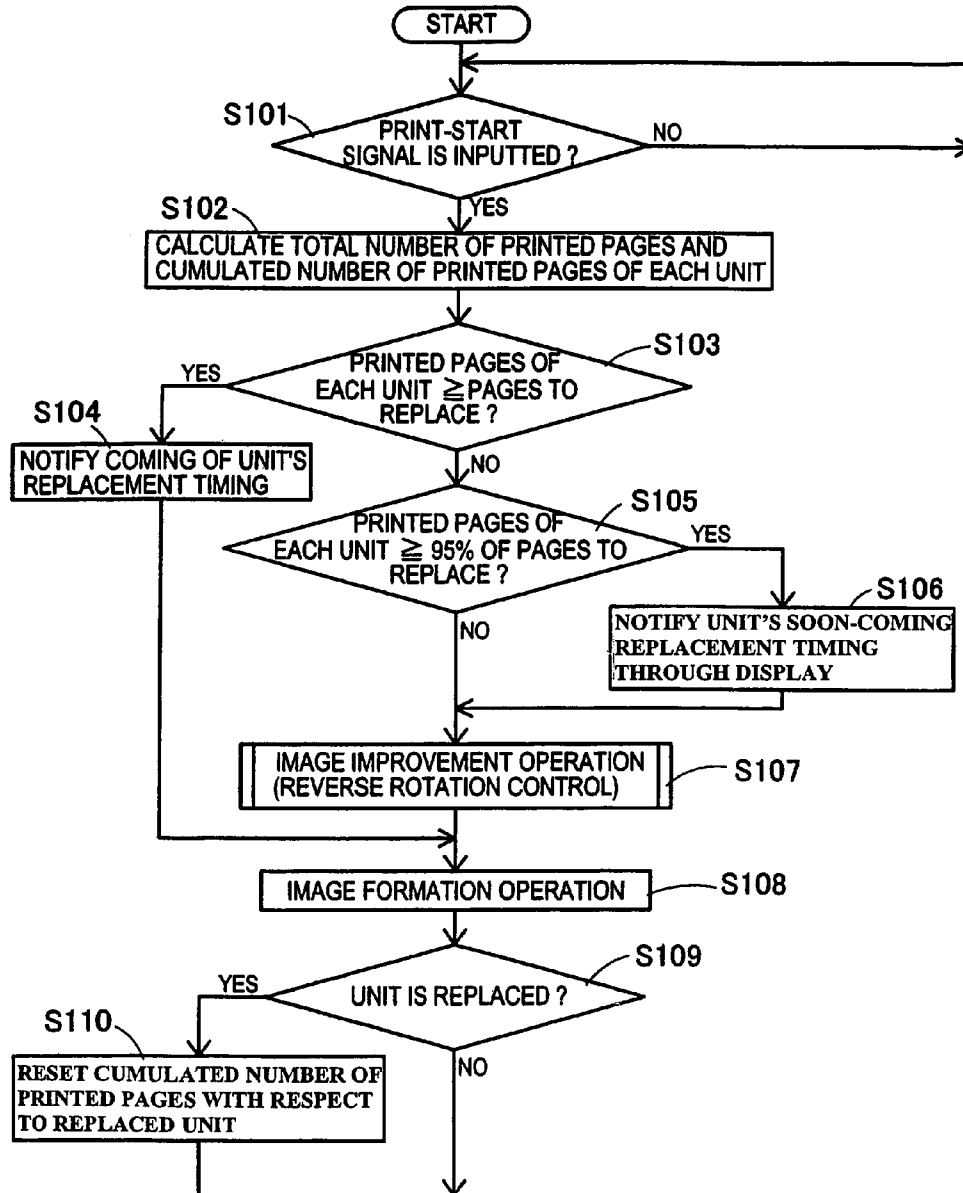 START
S101
PRINT-START
SIGNAL IS INPUTTED ?
NO
YES
S102
CALCULATE TOTAL NUMBER OF PRINTED PAGES AND
CUMULATED NUMBER OF PRINTED PAGES OF EACH UNIT
S103
PRINTED PAGES OF
EACH UNIT ≧ PAGES TO
REPLACE ?
YES
S104
NOTIFY COMING OF UNIT'S
REPLACEMENT TIMING
NO
S105
PRINTED PAGES OF
EACH UNIT ≧ 95% OF PAGES TO
REPLACE ?
YES
S106
NOTIFY UNIT'S SOON-COMING
REPLACEMENT TIMING
THROUGH DISPLAY
NO
IMAGE IMPROVEMENT OPERATION
(REVERSE ROTATION CONTROL)
S107
IMAGE FORMATION OPERATION
S108
S109
UNIT IS REPLACED ?
YES
S110
RESET CUMULATED NUMBER OF
PRINTED PAGES WITH RESPECT
TO REPLACED UNIT
NO